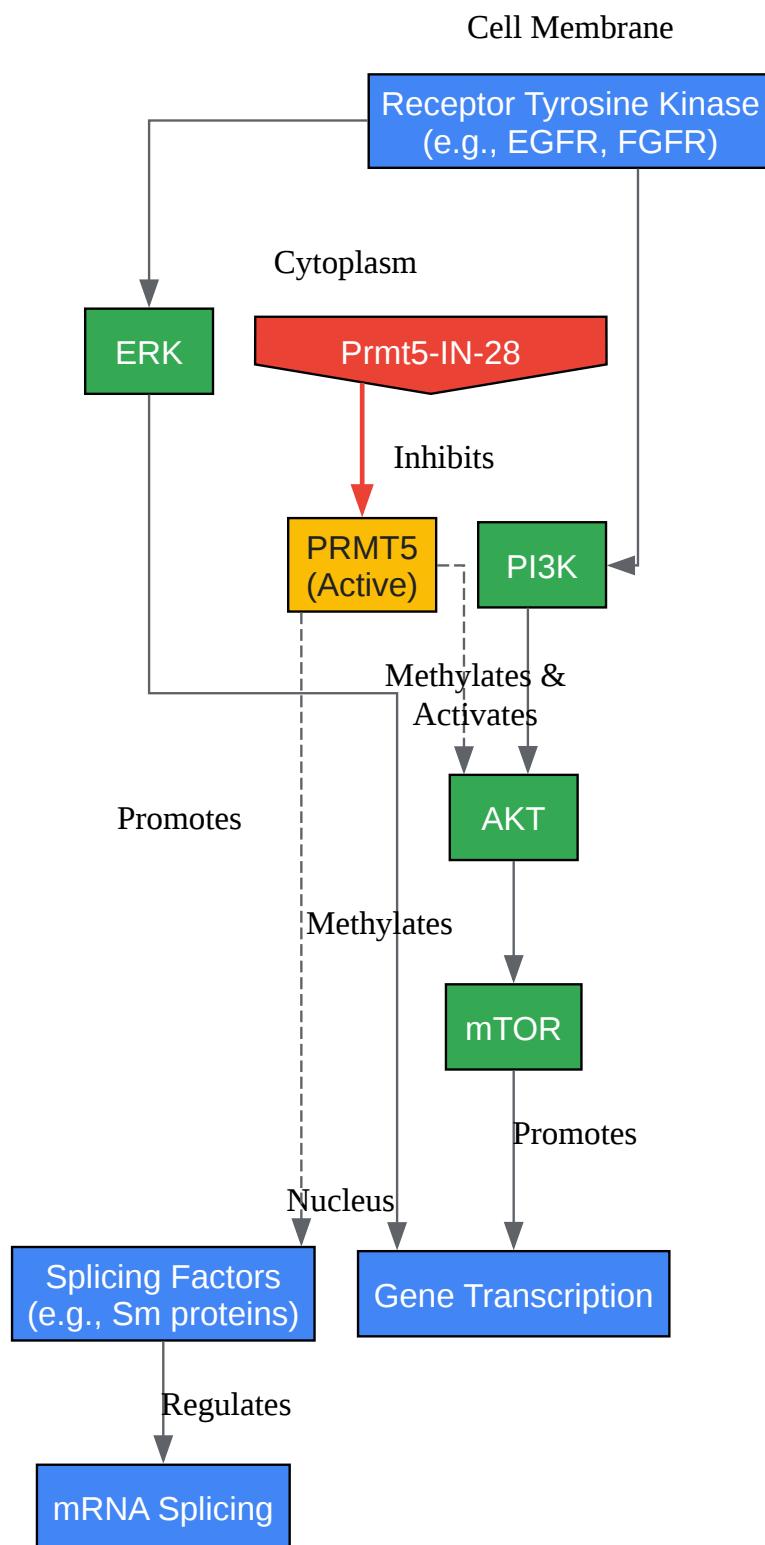 Cell Membrane
Receptor Tyrosine Kinase
(e.g., EGFR, FGFR)
Cytoplasm
ERK
Prmt5-IN-28
Inhibits
PRMT5
(Active)
PI3K
Methylates &
Activates
Promotes
AKT
Methylates
mTOR
Promotes
Nucleus
Splicing Factors
(e.g., Sm proteins)
Gene Transcription
Regulates
mRNA Splicing